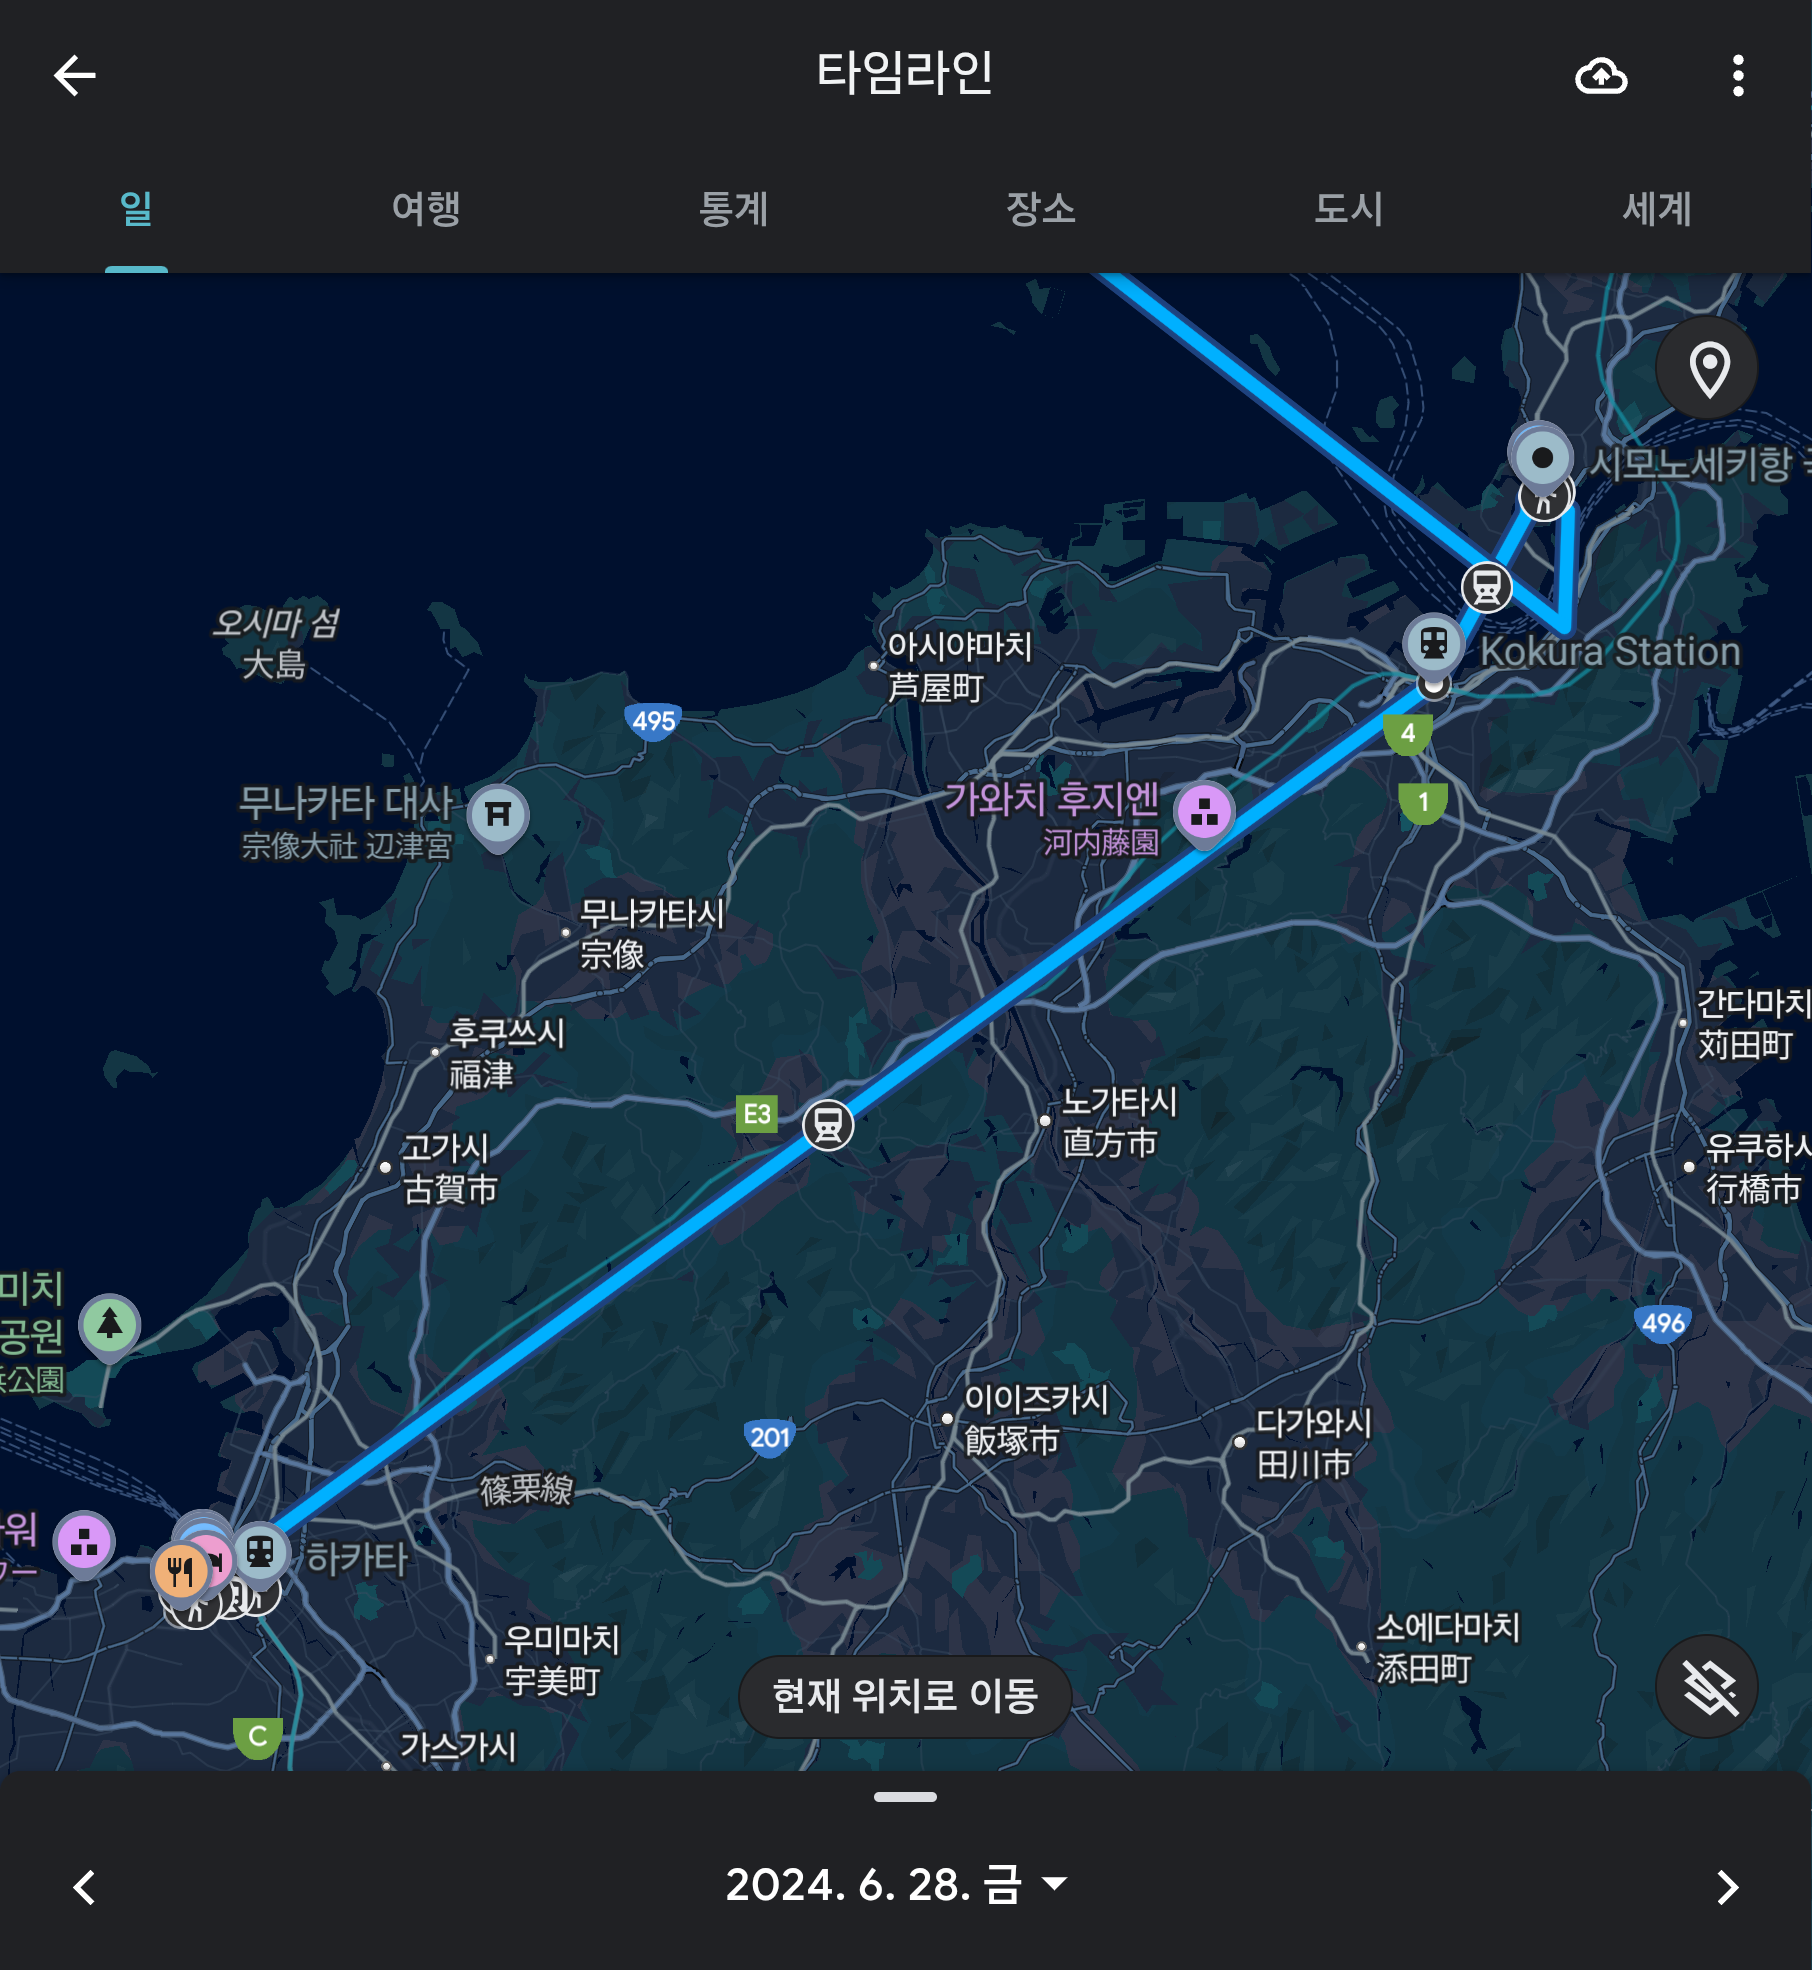 타임라인
일
여행
통계
장소
도시
세계
시모노세키항
오시마 섬
大島
아시야마치
芦屋町
Kokura Station
495
4
무나카타 대사
宗像大社 辺津宮
가와치 후지엔
河内藤園
1
무나카타시
宗像
간다마치
苅田町
후쿠쓰시
福津
E3
노가타시
直方市
고가시
古賀市
유쿠하시
行橋市
미치
공원
浜公園
496
이이즈카시
飯塚市
201
다가와시
田川市
篠栗線
워
ワー
하카타
우미마치
宇美町
소에다마치
添田町
현재 위치로 이동
C
가스가시
2024. 6. 28. 금